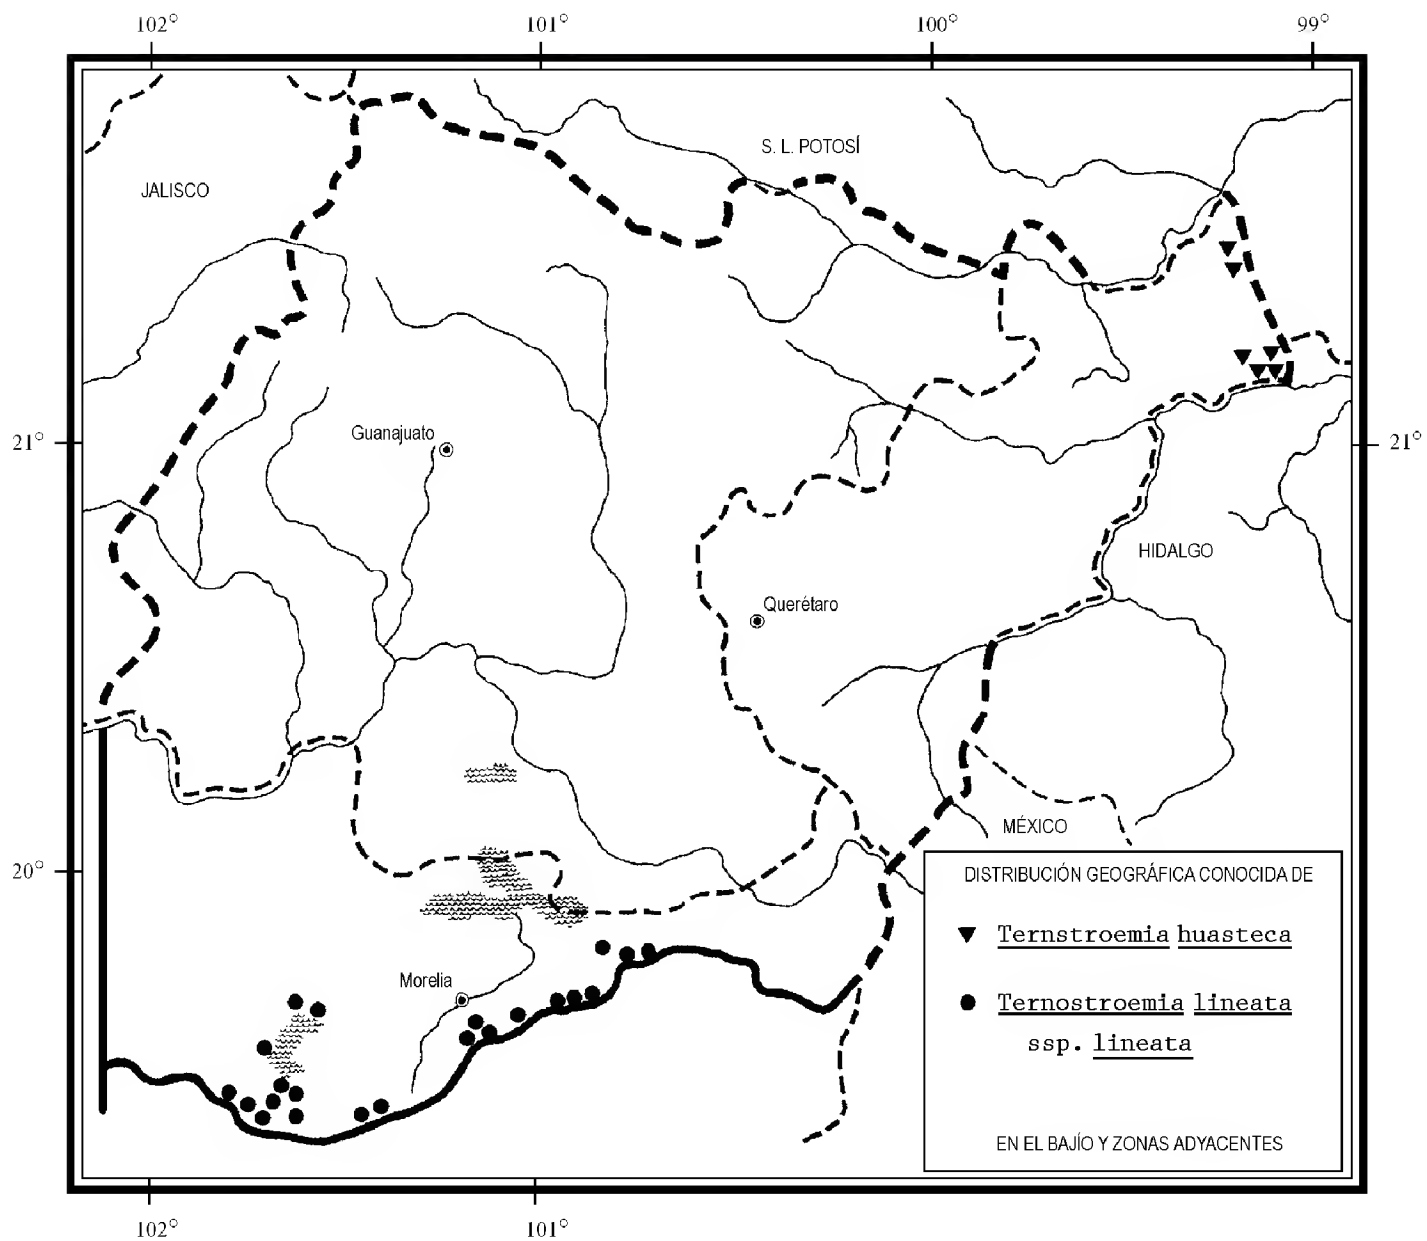 102° 101° 100° 99°
S. L. POTOSÍ
JALISCO
Guanajuato
21° 21°
HIDALGO
Querétaro
MÉXICO
20°
DISTRIBUCIÓN GEOGRÁFICA CONOCIDA DE
Ternstroemia huasteca
Morelia
Ternostroemia lineata
ssp. lineata
EN EL BAJÍO Y ZONAS ADYACENTES
102° 101°